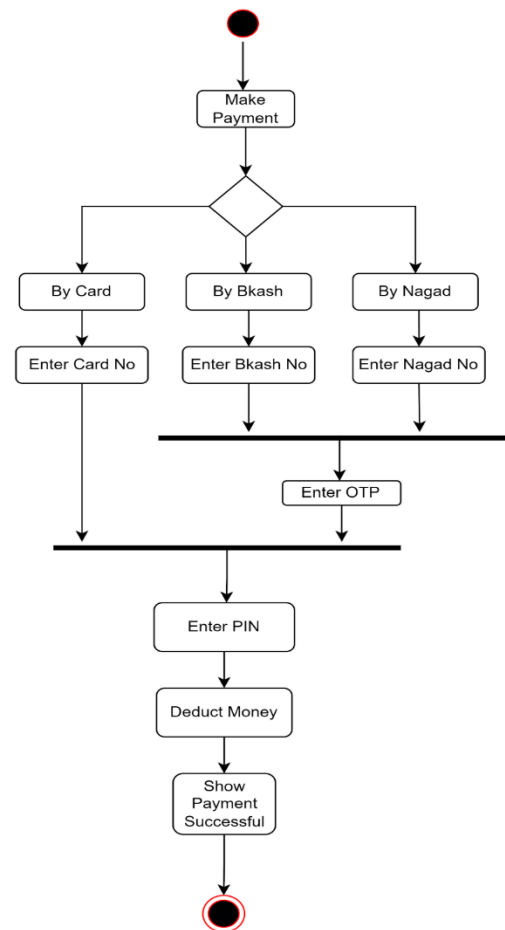 Make
Payment
By Card
By Bkash
By Nagad
Enter Card No
Enter Bkash No
Enter Nagad No
Enter OTP
Enter PIN
Deduct Money
Show
Payment
Successful